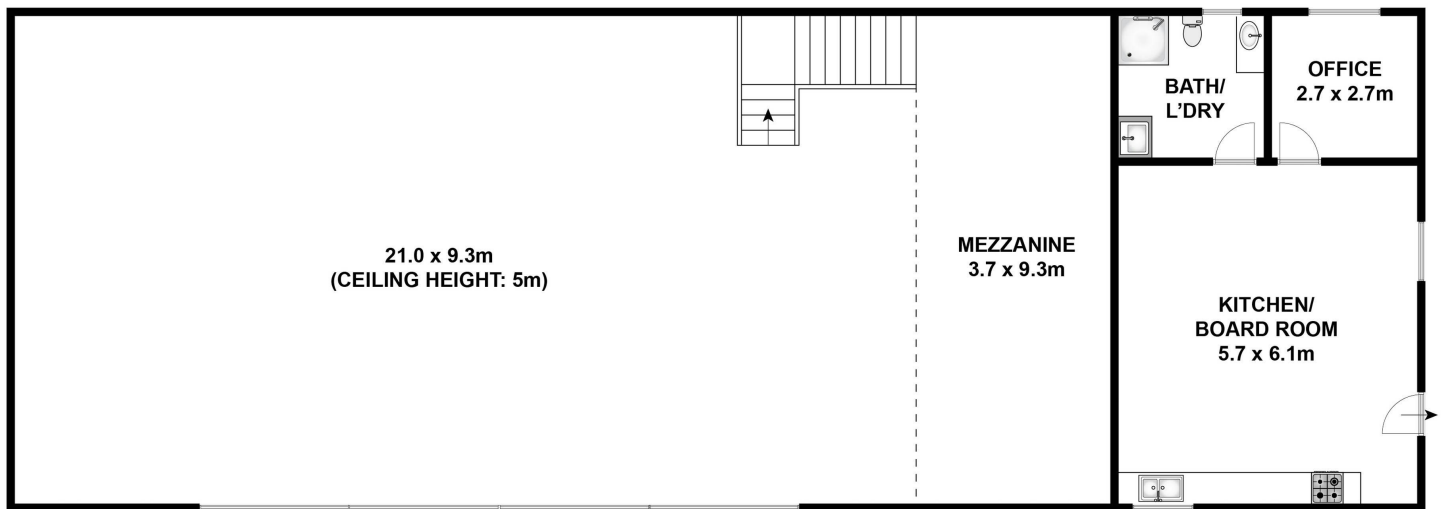 BATH/
L'DRY
OFFICE
2.7 x 2.7m
21.0 x 9.3m
(CEILING HEIGHT: 5m)
MEZZANINE
3.7 x 9.3m
KITCHEN/
BOARD ROOM
5.7 x 6.1m